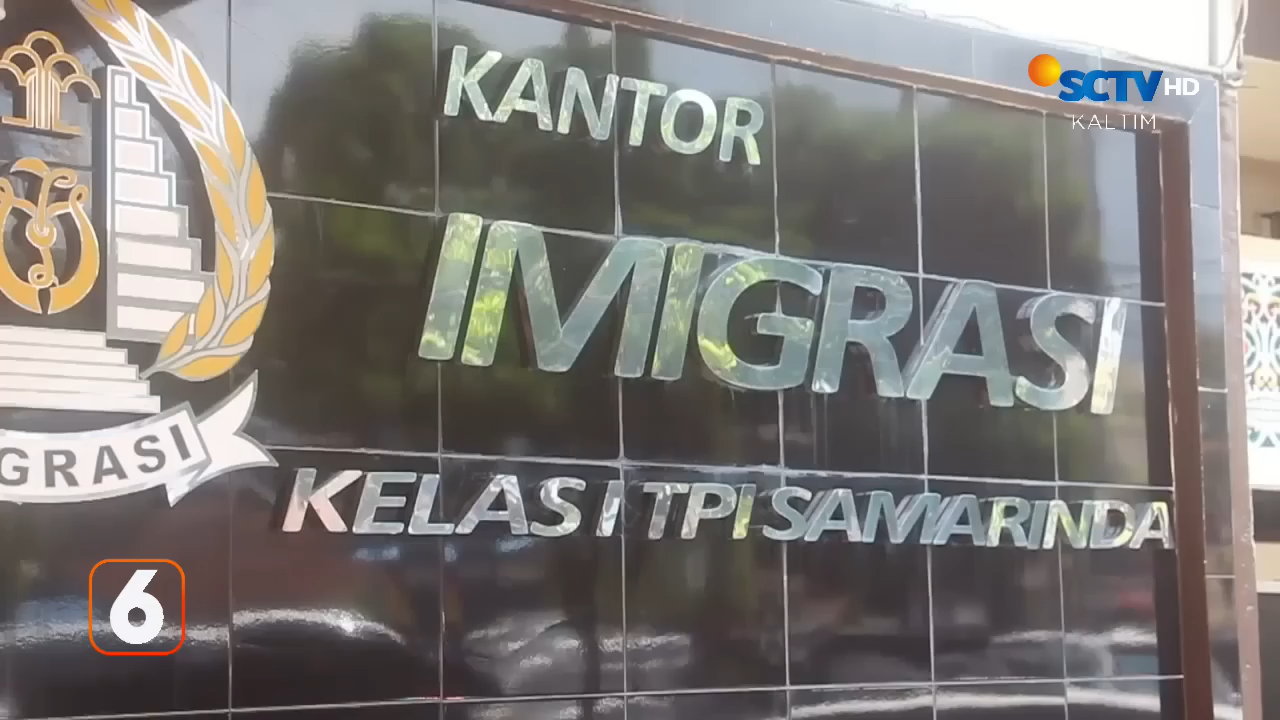 SCTV HD
KALTIM
KANTOR
IMIGRASI
KELAS I TPI SAMARINDA
GRASI
6